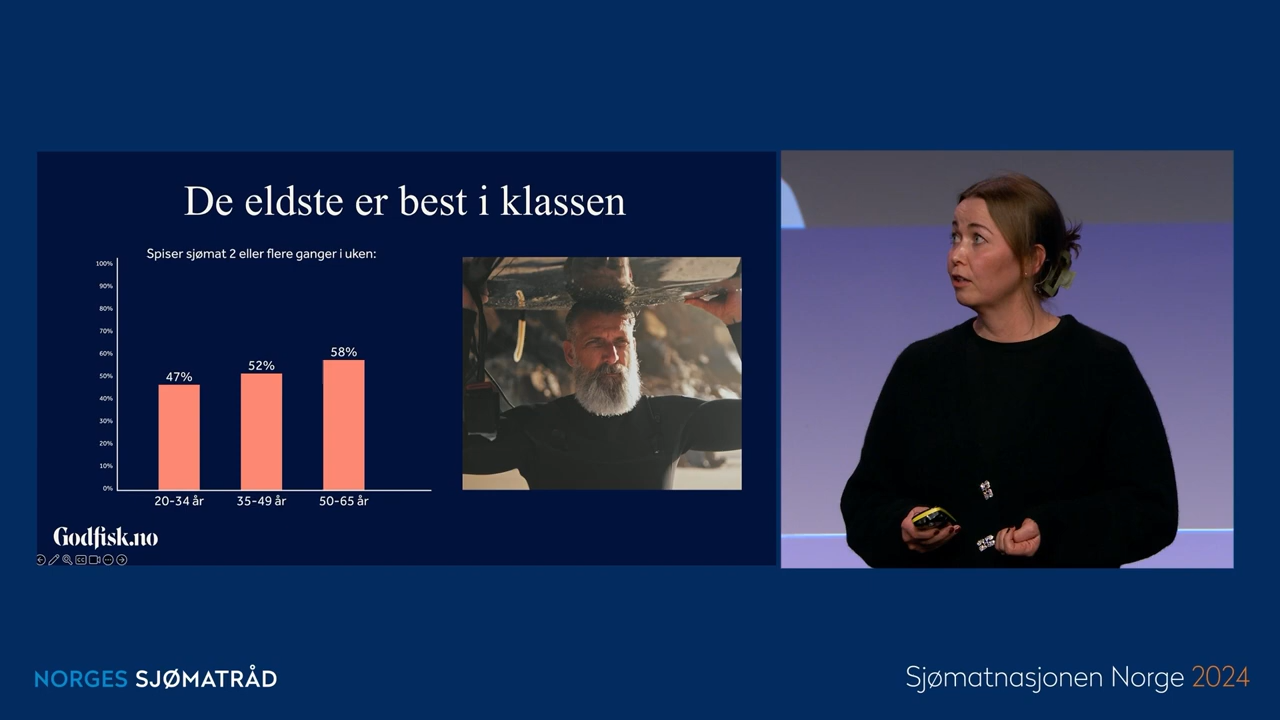 De eldste er best i klassen
Spiser sjømat 2 eller flere ganger i uken:
100%
90%
80%
70%
60%
50%
40%
30%
20%
10%
0%
47%
52%
58%
20-34 år
35-49 år
50-65 år
Godfisk.no
NORGES SJØMATRÅD
Sjømatnasjonen Norge 2024